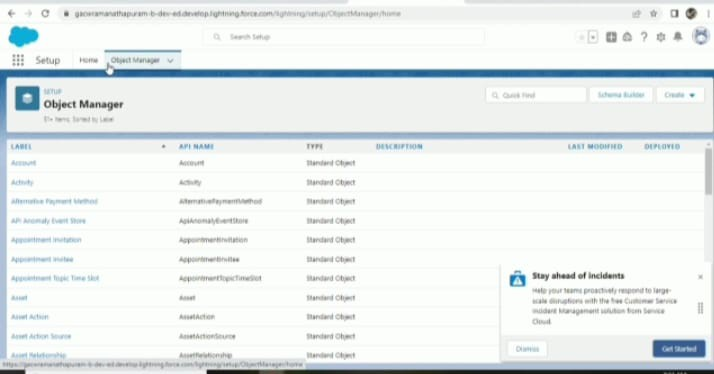 gacwramanathapuram-b-dev-ed.develop.lightning.force.com/lightning/setup/ObjectManager/home
Search Setup
Setup Home Object Manager
SETUP
Object Manager
51+ Items, Sorted by Label
Quick Find
Schema Builder
Create
LABEL API NAME TYPE DESCRIPTION LAST MODIFIED DEPLOYED
Account Account Standard Object
Activity Activity Standard Object
Alternative Payment Method AlternativePaymentMethod Standard Object
API Anomaly Event Store ApiAnomalyEventStore Standard Object
Appointment Invitation AppointmentInvitation Standard Object
Appointment Invitee AppointmentInvitee Standard Object
Appointment Topic Time Slot AppointmentTopicTimeSlot Standard Object
Asset Asset Standard Object
Asset Action AssetAction Standard Object
Asset Action Source AssetActionSource Standard Object
Asset Relationship AssetRelationship Standard Object
Stay ahead of incidents
Help your teams proactively respond to large-
scale disruptions with the free Customer Service
Incident Management solution from Service
Cloud.
Dismiss
Get Started
https://gacwramanathapuram-b-dev-ed.develop.lightning.force.com/lightning/setup/ObjectManager/home